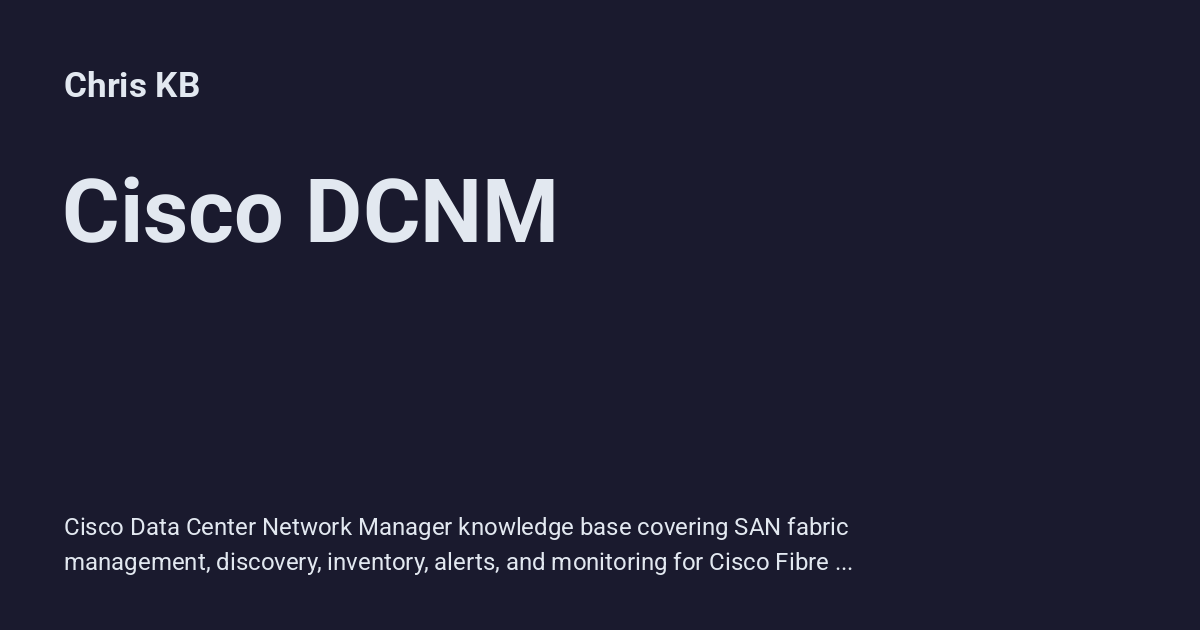 Chris KB
Cisco DCNM
Cisco Data Center Network Manager knowledge base covering SAN fabric
management, discovery, inventory, alerts, and monitoring for Cisco Fibre ...